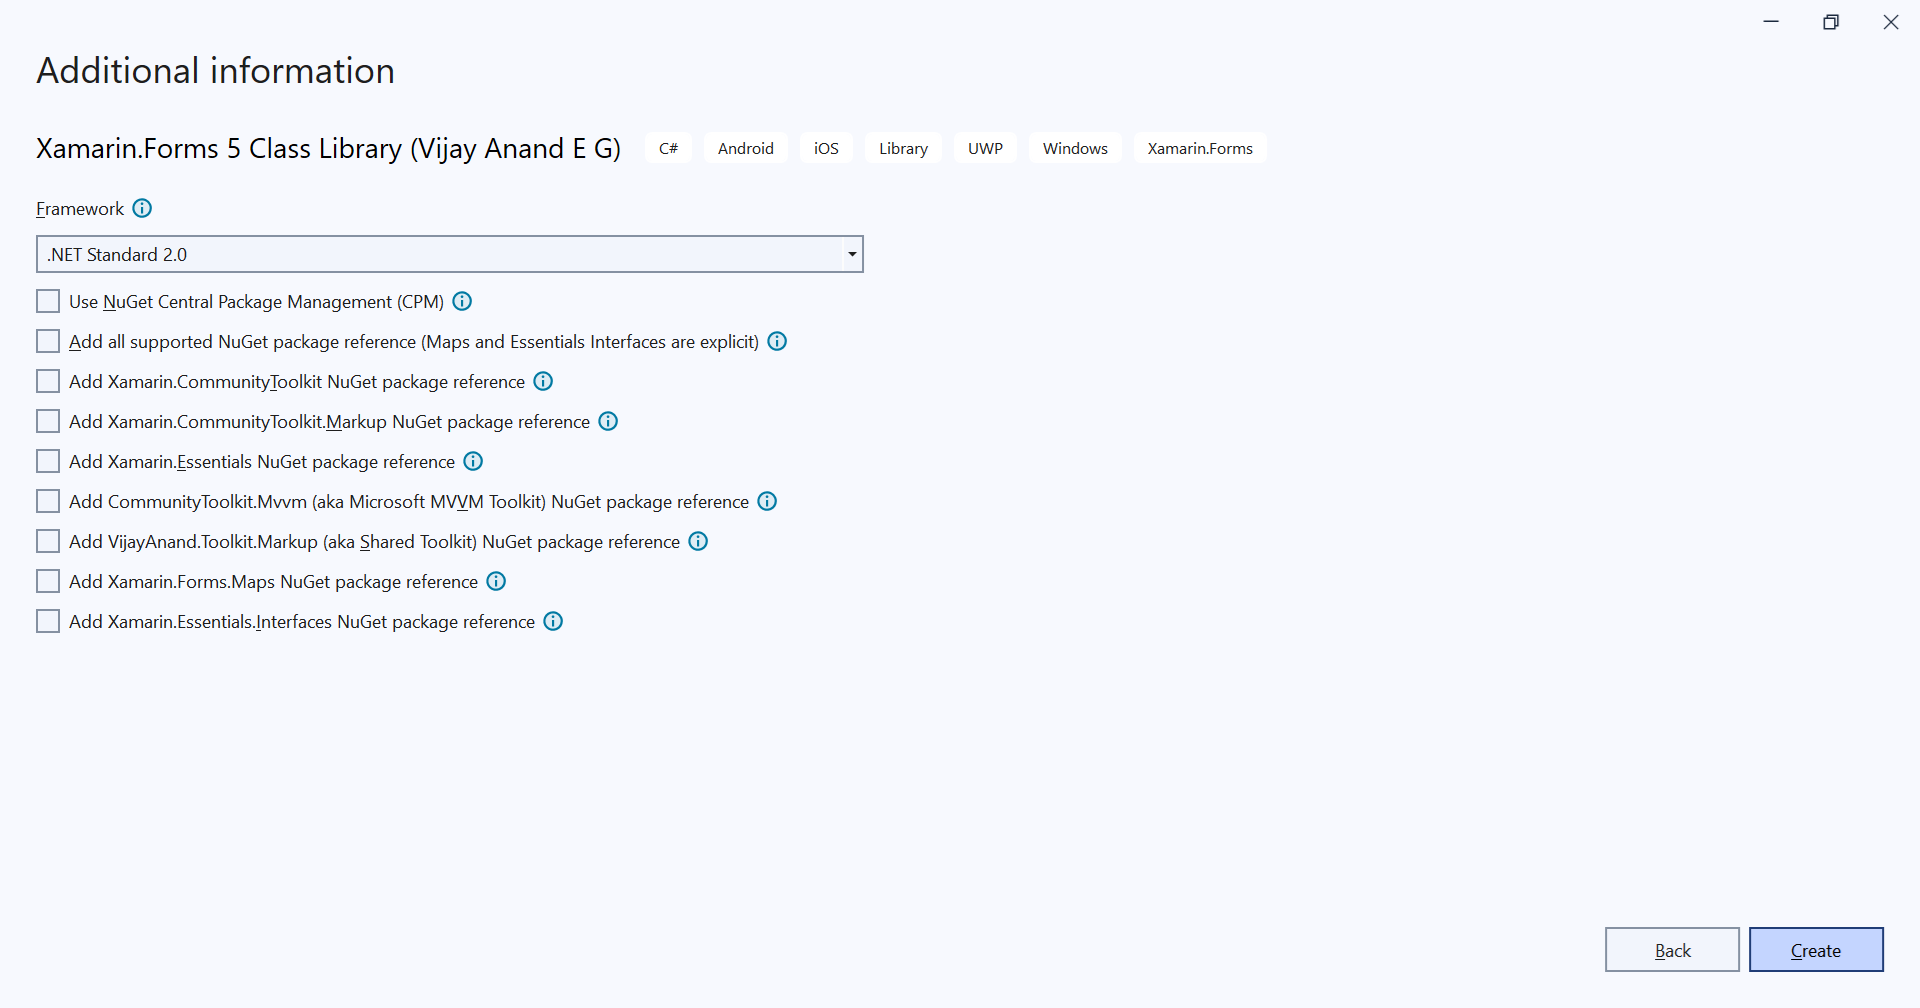 Additional information
Xamarin.Forms 5 Class Library (Vijay Anand E G) C# Android iOS Library UWP Windows Xamarin.Forms
Framework
.NET Standard 2.0
Use NuGet Central Package Management (CPM)
Add all supported NuGet package reference (Maps and Essentials Interfaces are explicit)
Add Xamarin.CommunityToolkit NuGet package reference
Add Xamarin.CommunityToolkit.Markup NuGet package reference
Add Xamarin.Essentials NuGet package reference
Add CommunityToolkit.Mvvm (aka Microsoft MVVM Toolkit) NuGet package reference
Add VijayAnand.Toolkit.Markup (aka Shared Toolkit) NuGet package reference
Add Xamarin.Forms.Maps NuGet package reference
Add Xamarin.Essentials.Interfaces NuGet package reference
Back Create